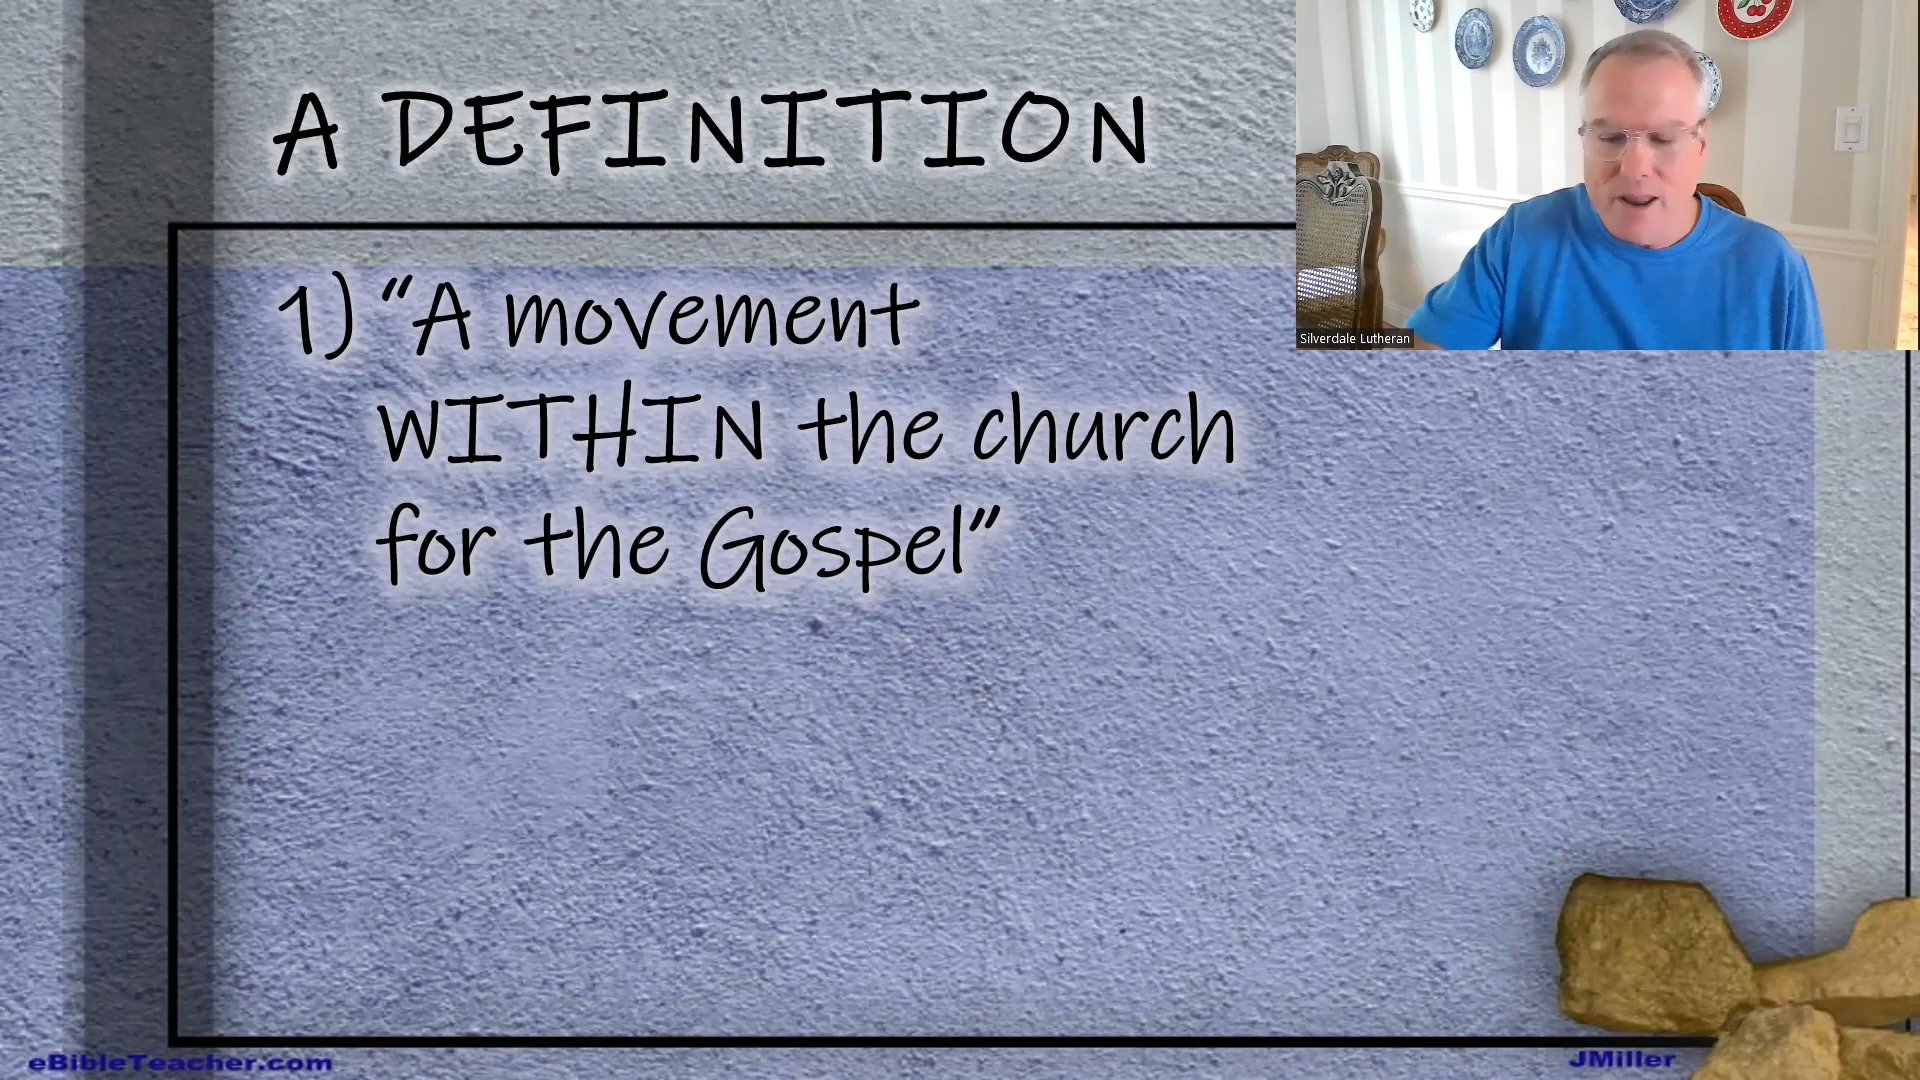 A DEFINITION
1) “A movement
WITHIN the church
for the Gospel”
Silverdale Lutheran
eBibleTeacher.com
JMiller